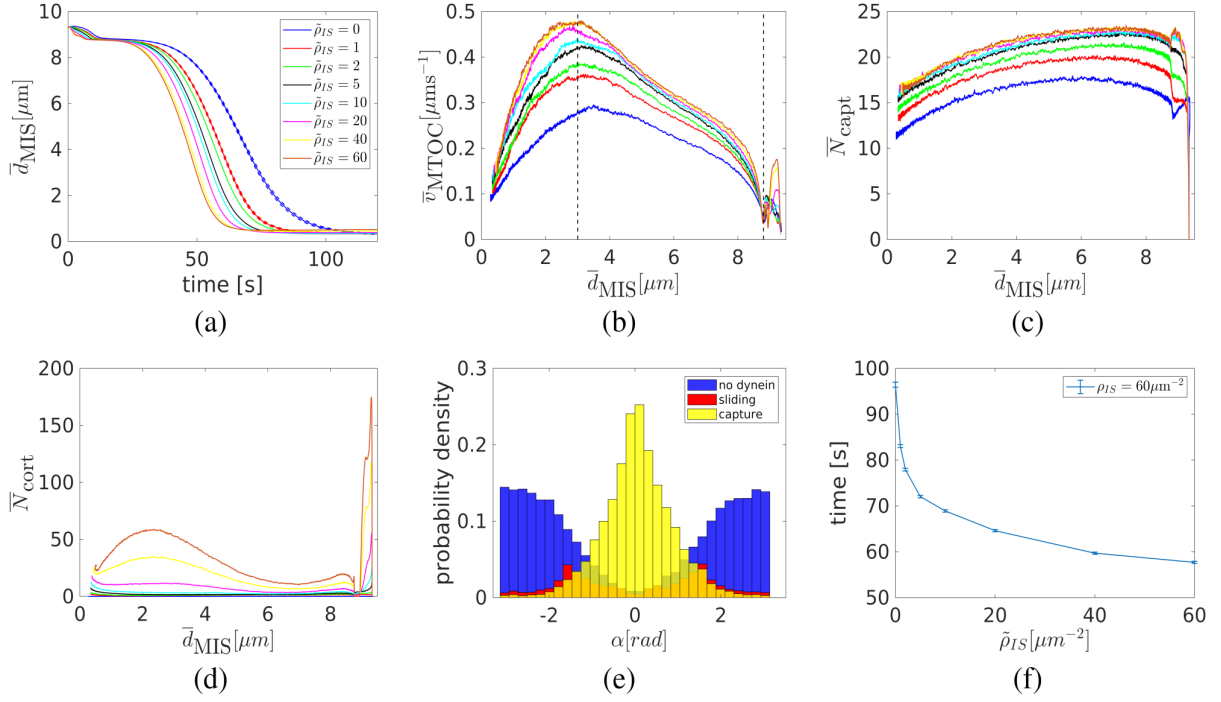 10
8
6
4
2
0
d̅MIS[μm]
0
50
100
time [s]
ρ̃IS = 0
ρ̃IS = 1
ρ̃IS = 2
ρ̃IS = 5
ρ̃IS = 10
ρ̃IS = 20
ρ̃IS = 40
ρ̃IS = 60
(a)
0.5
0.4
0.3
0.2
0.1
0
v̅MTOC[μms⁻¹]
0
2
4
6
8
d̅MIS[μm]
(b)
25
20
15
10
5
0
N̅capt
0
2
4
6
8
d̅MIS[μm]
(c)
200
150
100
50
0
N̅cort
0
2
4
6
8
d̅MIS[μm]
(d)
0.3
0.2
0.1
0
probability density
no dynein
sliding
capture
-2
0
2
α[rad]
(e)
100
90
80
70
60
50
time [s]
ρIS = 60μm⁻²
0
20
40
60
ρ̃IS[μm⁻²]
(f)